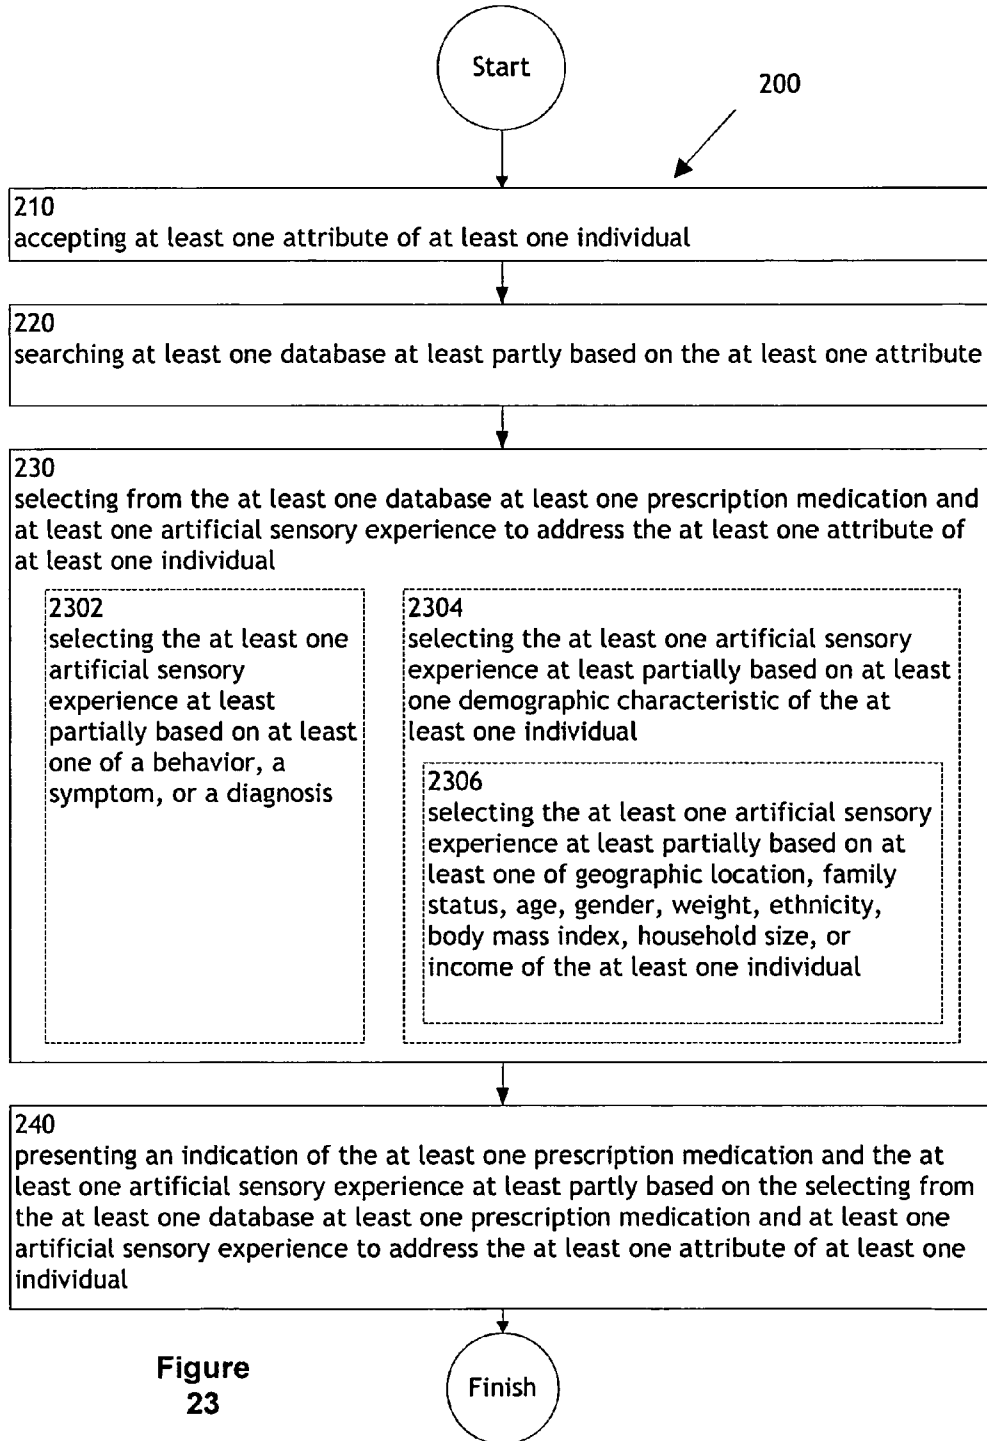 Start
200
210
accepting at least one attribute of at least one individual
220
searching at least one database at least partly based on the at least one attribute
230
selecting from the at least one database at least one prescription medication and
at least one artificial sensory experience to address the at least one attribute of
at least one individual
2302
selecting the at least one
artificial sensory
experience at least
partially based on at least
one of a behavior, a
symptom, or a diagnosis
2304
selecting the at least one artificial sensory
experience at least partially based on at least
one demographic characteristic of the at
least one individual
2306
selecting the at least one artificial sensory
experience at least partially based on at
least one of geographic location, family
status, age, gender, weight, ethnicity,
body mass index, household size, or
income of the at least one individual
240
presenting an indication of the at least one prescription medication and the at
least one artificial sensory experience at least partly based on the selecting from
the at least one database at least one prescription medication and at least one
artificial sensory experience to address the at least one attribute of at least one
individual
Figure
23
Finish